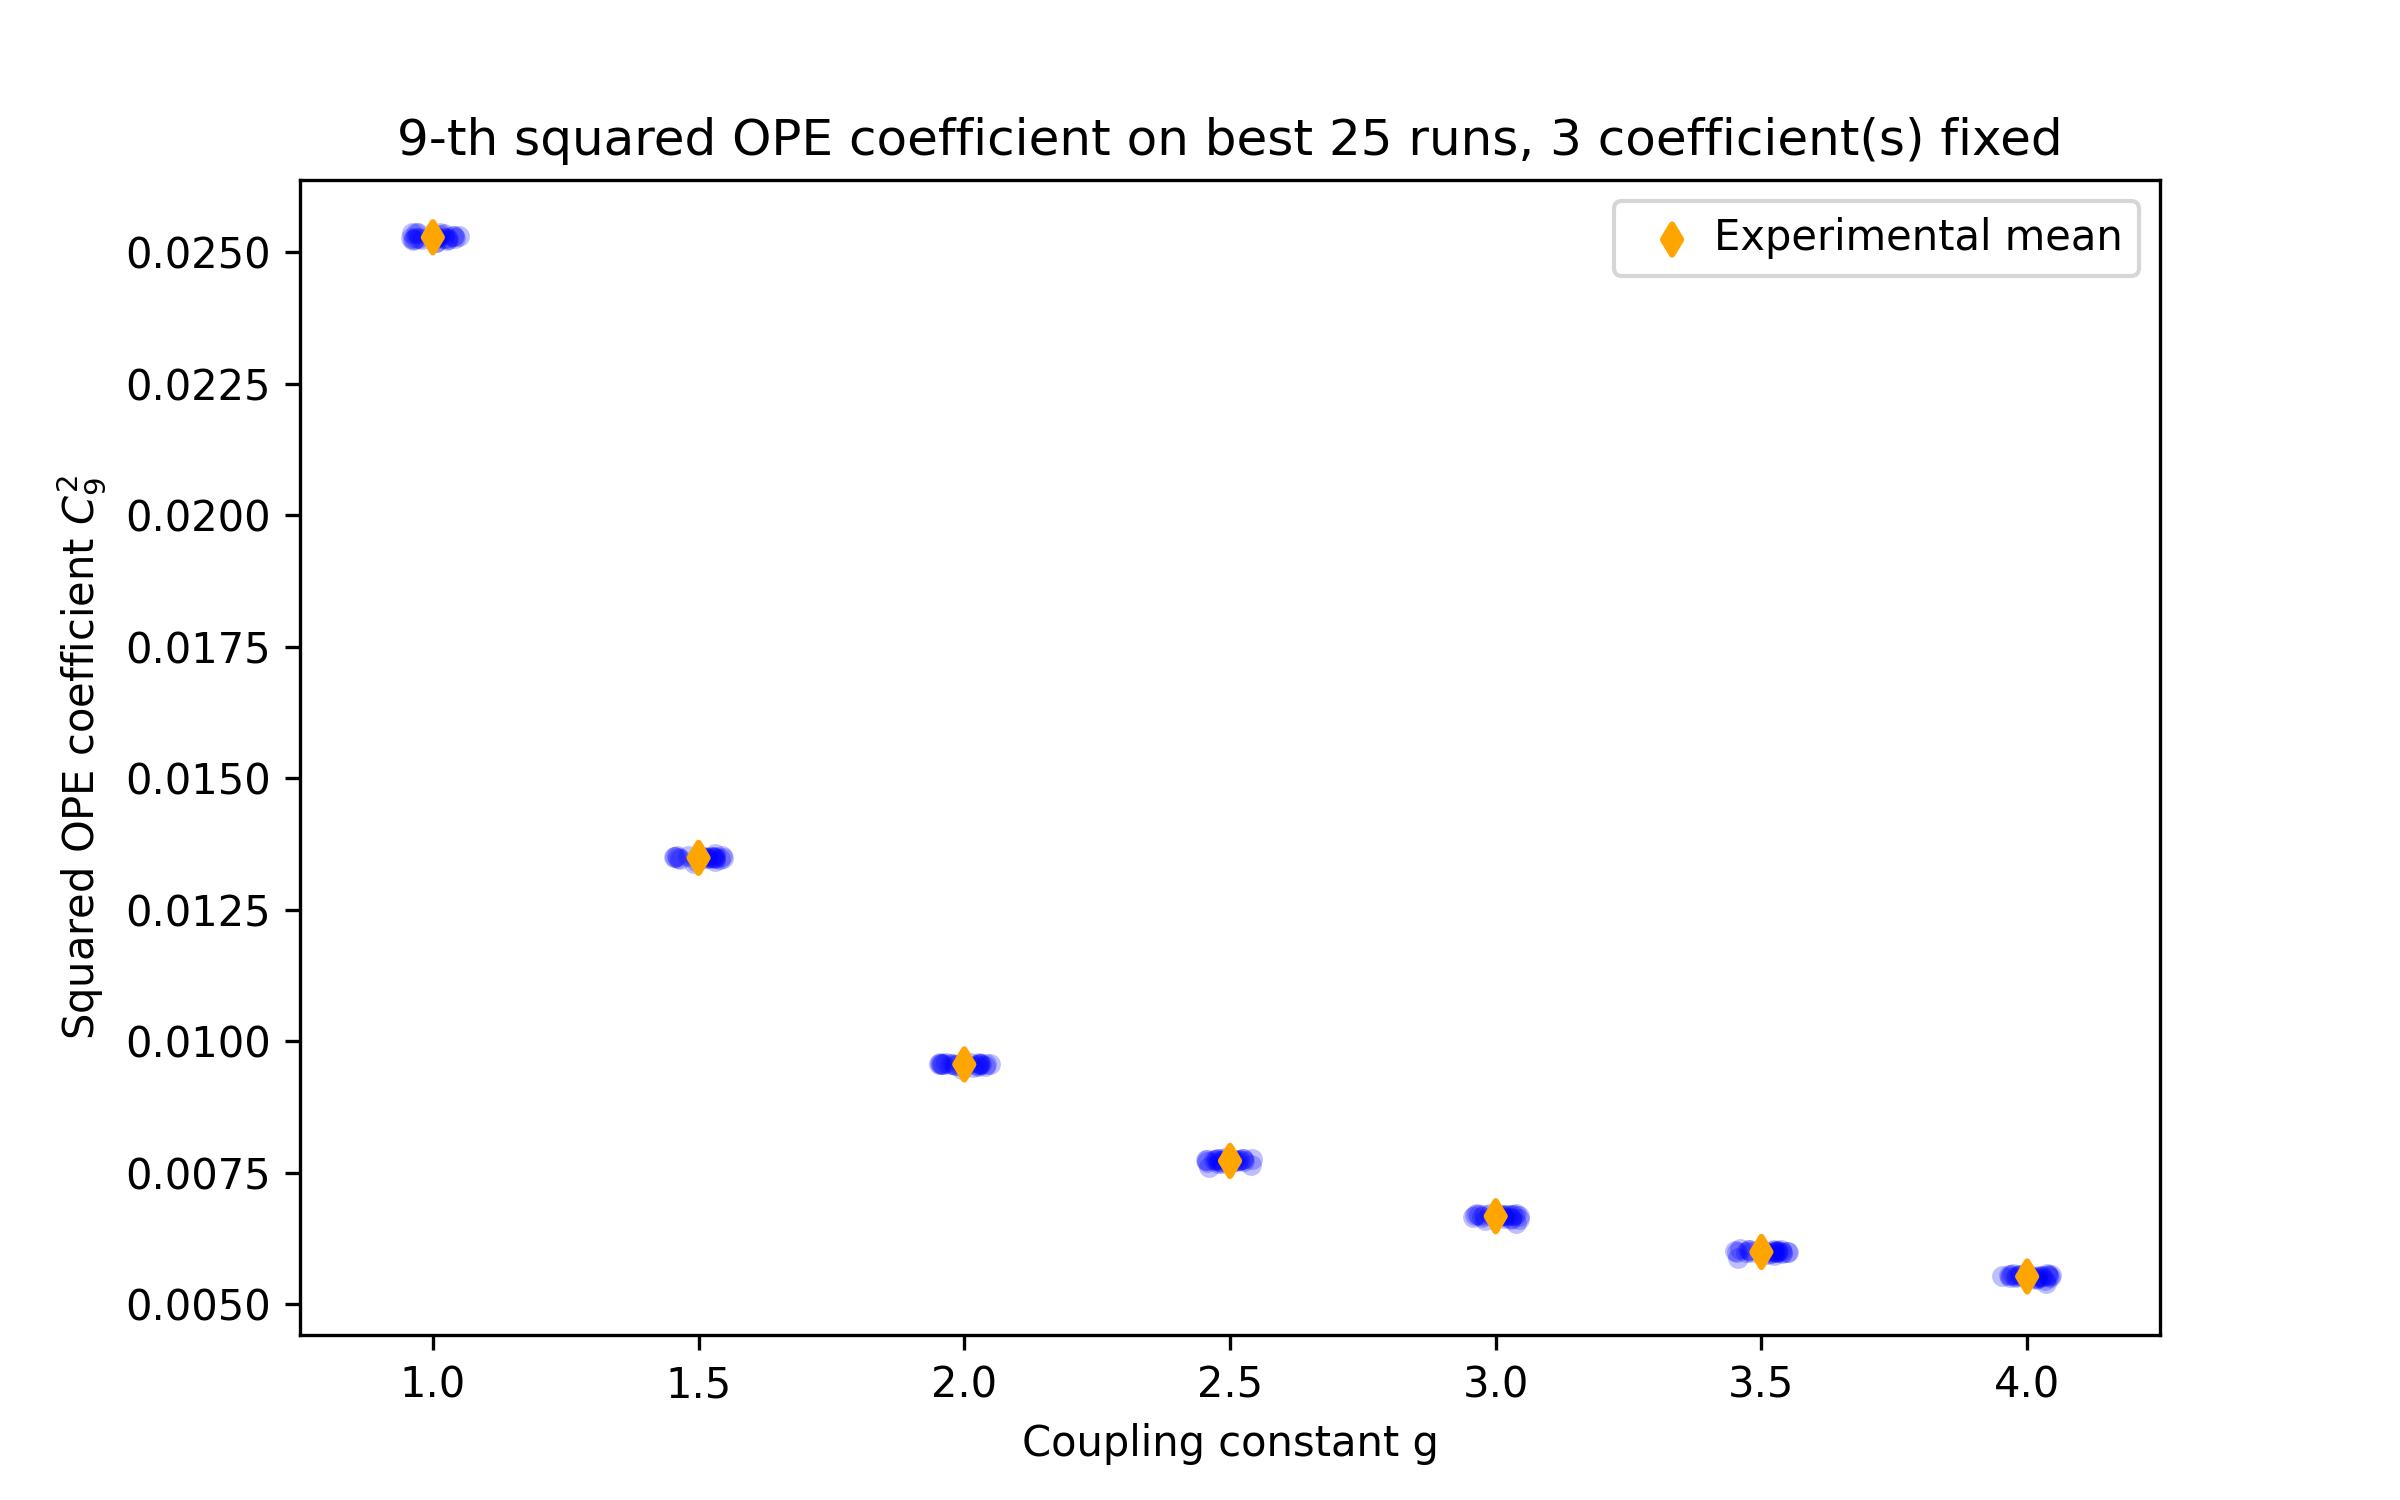 9-th squared OPE coefficient on best 25 runs, 3 coefficient(s) fixed
Experimental mean
Squared OPE coefficient $C_9^2$
0.0250
0.0225
0.0200
0.0175
0.0150
0.0125
0.0100
0.0075
0.0050
1.0 1.5 2.0 2.5 3.0 3.5 4.0
Coupling constant g